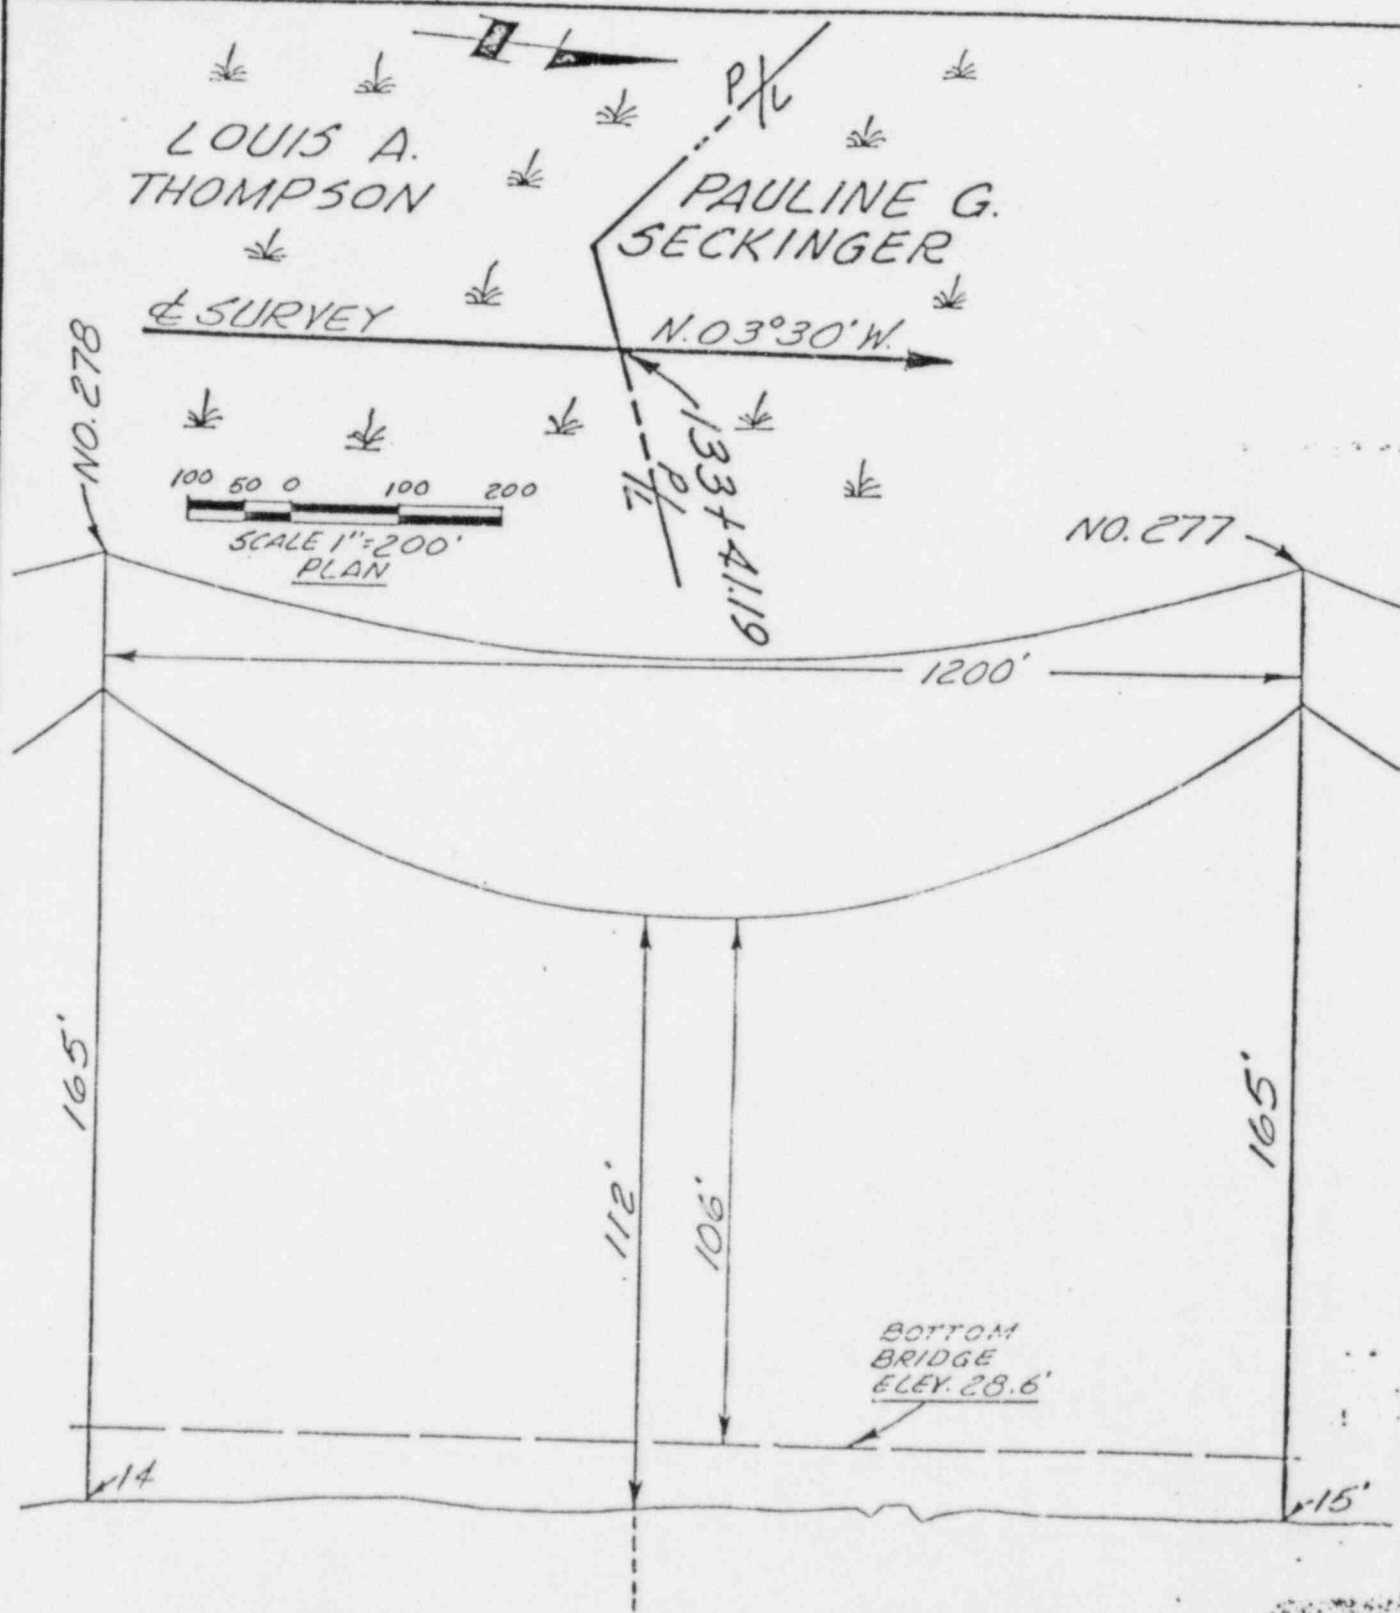 P/L
LOUIS A.
THOMPSON
PAULINE G.
SECKINGER
℄ SURVEY
N. 03°30' W.
NO. 278
133+41.19
P/L
100 50 0 100 200
SCALE 1"=200'
PLAN
NO. 277
1200'
165'
112'
106'
165'
BOTTOM
BRIDGE
ELEV. 28.6'
14
15'